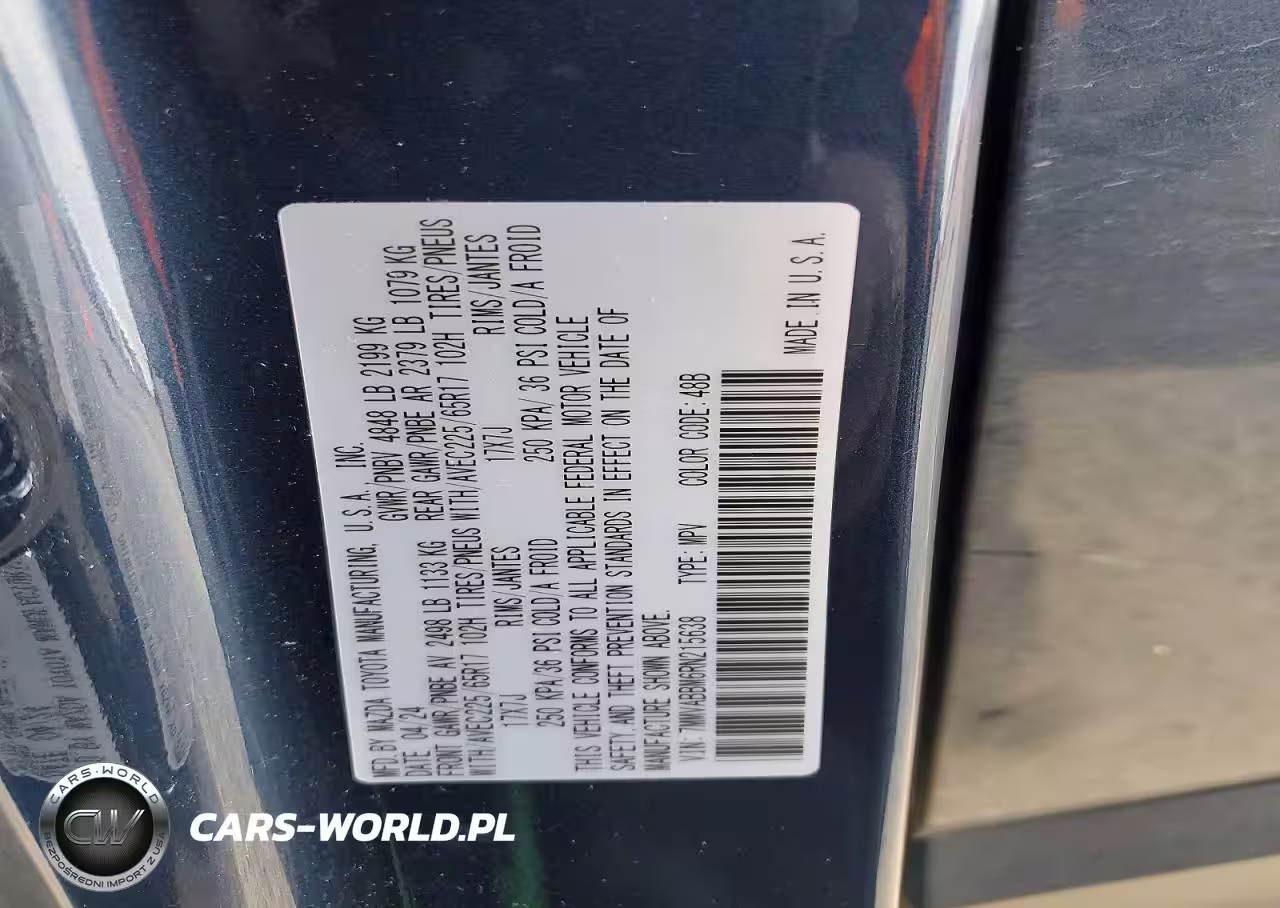 MFD.BY MAZDA TOYOTA MANUFACTURING, U.S.A., INC.
DATE 04/24 GVWR/PNBV 4848 LB 2199 KG
FRONT GAWR/PNBE AV 2498 LB 1133 KG REAR GAWR/PNBE AR 2379 LB 1079 KG
WITH/AVEC225/65R17 102H TIRES/PNEUS WITH/AVEC225/65R17 102H TIRES/PNEUS
17X7J RIMS/JANTES 17X7J RIMS/JANTES
250 KPA/36 PSI COLD/A FROID 250 KPA/36 PSI COLD/A FROID
THIS VEHICLE CONFORMS TO ALL APPLICABLE FEDERAL MOTOR VEHICLE
SAFETY,AND THEFT PREVENTION STANDARDS IN EFFECT ON THE DATE OF
MANUFACTURE SHOWN ABOVE.
VIN:7MMVABBM6RN215638 TYPE:MPV COLOR CODE:48B
MADE IN U.S.A.
CARS-WORLD
CW
BEZPOŚREDNI IMPORT Z USA
CARS-WORLD.PL